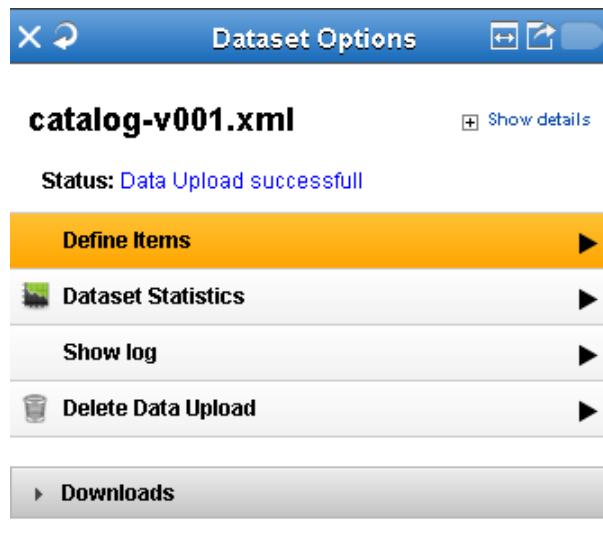 Dataset Options
catalog-v001.xml
Show details
Status: Data Upload successfull
Define Items
Dataset Statistics
Show log
Delete Data Upload
Downloads